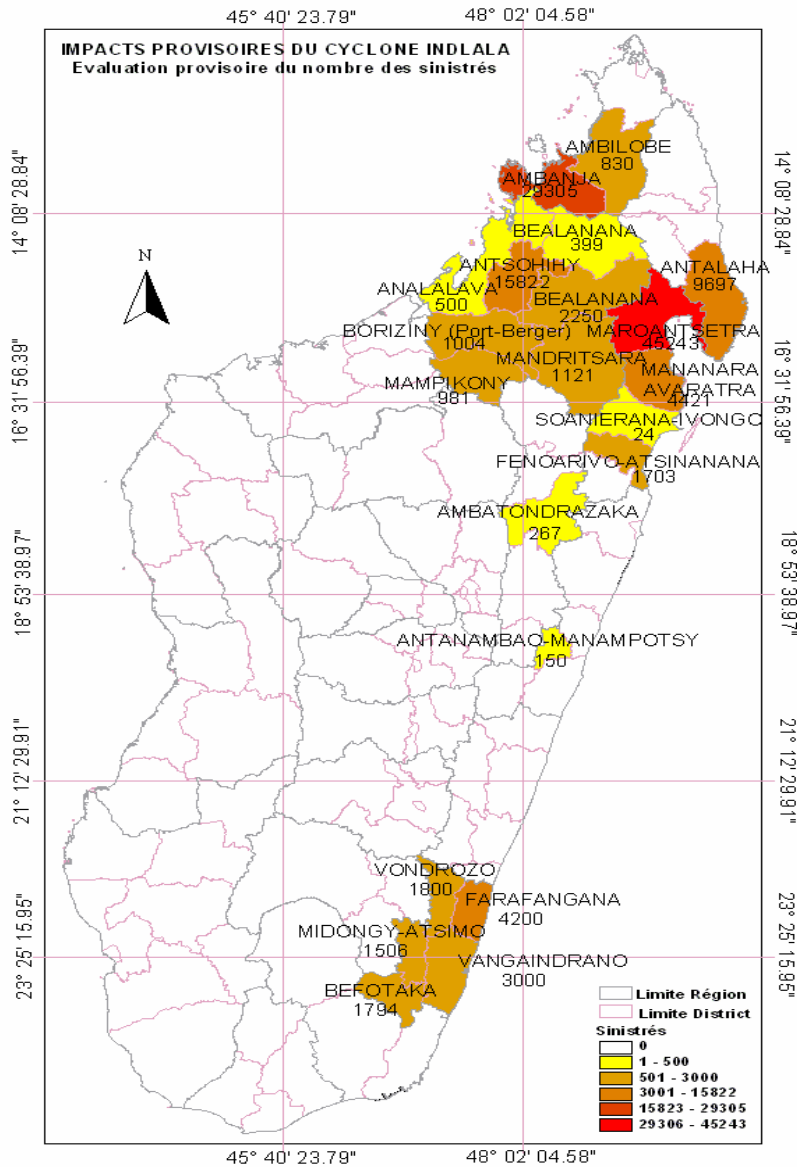 45° 40' 23.79"
48° 02' 04.58"
IMPACTS PROVISOIRES DU CYCLONE INDLALA
Evaluation provisoire du nombre des sinistrés
14° 08' 28.84"
14° 08' 28.84"
AMBILOBE
830
AMBANJA
29305
BEALANANA
399
ANTSOHIHY
15822
ANTALAHA
9697
ANALALAVA
500
BEALANANA
2250
BORIZINY (Port-Berger)
1004
MAROANTSETRA
45243
MANDRITSARA
1121
MANANARA
AVARATRA
4421
MAMPIKONY
981
16° 31' 56.39"
16° 31' 56.39"
SOANIERANA-IVONGO
24
FENOARIVO-ATSINANANA
1703
AMBATONDRAZAKA
267
18° 53' 38.97"
18° 53' 38.97"
ANTANAMBAO-MANAMPOTSY
150
21° 12' 29.91"
21° 12' 29.91"
VONDROZO
1800
FARAFANGANA
4200
MIDONGY-ATSIMO
1506
VANGAINDRANO
3000
BEFOTAKA
1794
23° 25' 15.95"
23° 25' 15.95"
N
Limite Région
Limite District
Sinistrés
0
1 - 500
501 - 3000
3001 - 15822
15823 - 29305
29306 - 45243
45° 40' 23.79"
48° 02' 04.58"